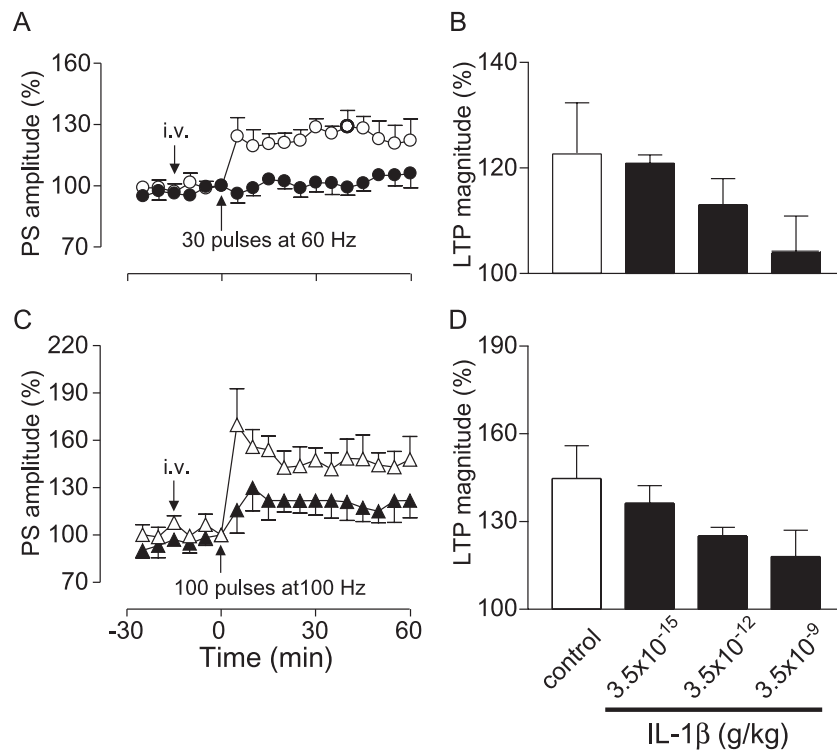 A
PS amplitude (%)
160
130
100
70
i.v.
30 pulses at 60 Hz
B
LTP magnitude (%)
140
120
100
C
PS amplitude (%)
220
190
160
130
100
70
i.v.
100 pulses at100 Hz
-30
0
30
60
Time (min)
D
LTP magnitude (%)
190
160
130
100
control
3.5x10⁻¹⁵
3.5x10⁻¹²
3.5x10⁻⁹
IL-1β (g/kg)